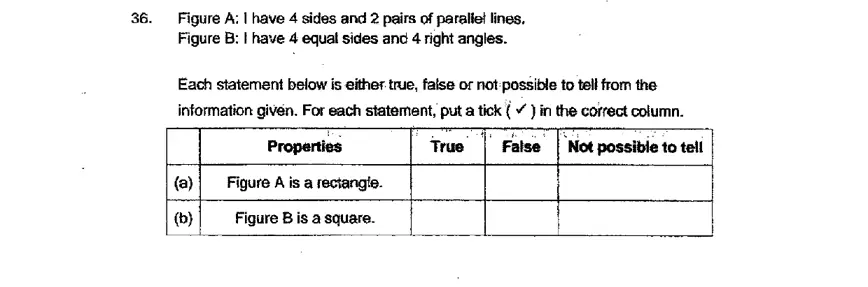 36. Figure A: I have 4 sides and 2 pairs of parallel lines.
Figure B: I have 4 equal sides and 4 right angles.
Each statement below is either true, false or not possible to tell from the
information given. For each statement, put a tick ( ✓ ) in the correct column.
Properties True False Not possible to tell
(a) Figure A is a rectangle.
(b) Figure B is a square.